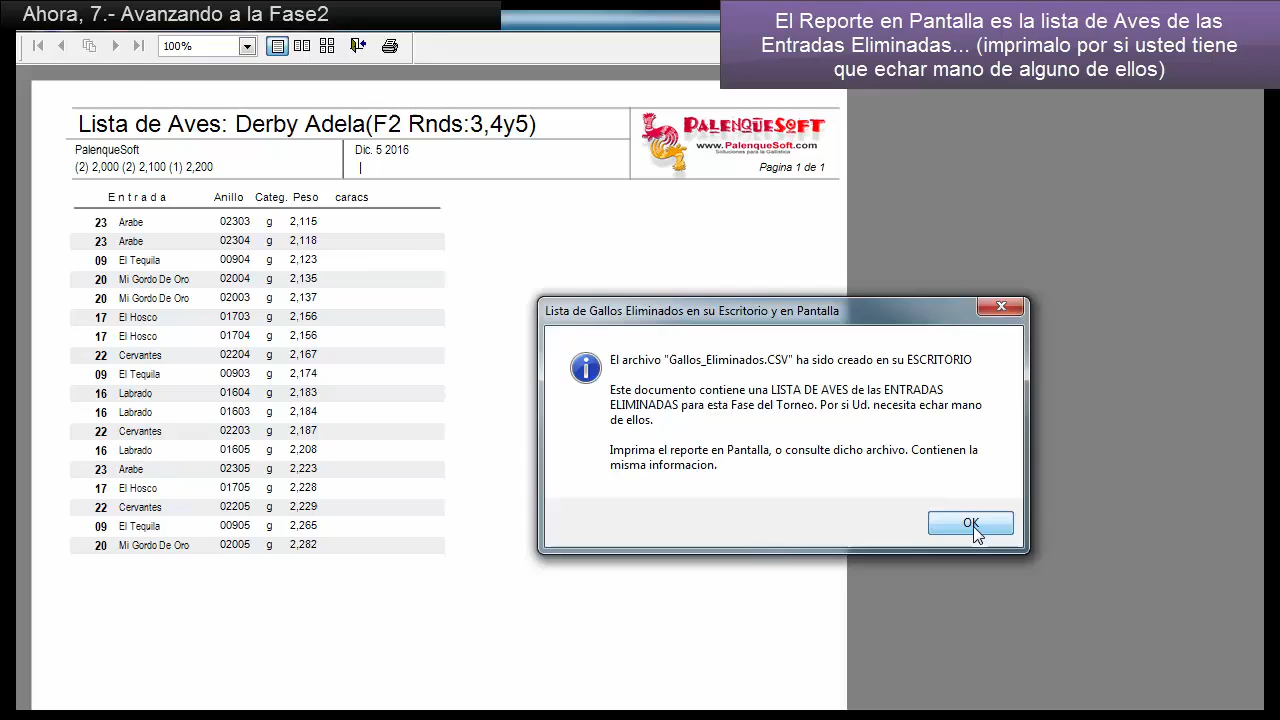 Ahora, 7.- Avanzando a la Fase2
El Reporte en Pantalla es la lista de Aves de las
Entradas Eliminadas... (imprimalo por si usted tiene
que echar mano de alguno de ellos)
100%
Lista de Aves: Derby Adela(F2 Rnds:3,4y5)
PalenqueSoft
(2) 2,000 (2) 2,100 (1) 2,200
Dic. 5 2016
|
PALENQUESOFT
www.PalenqueSoft.com
Soluciones para la Gallistica
Pagina 1 de 1
Entrada Anillo Categ. Peso caracs
23 Arabe 02303 g 2,115
23 Arabe 02304 g 2,118
09 El Tequila 00904 g 2,123
20 Mi Gordo De Oro 02004 g 2,135
20 Mi Gordo De Oro 02003 g 2,137
17 El Hosco 01703 g 2,156
17 El Hosco 01704 g 2,156
22 Cervantes 02204 g 2,167
09 El Tequila 00903 g 2,174
16 Labrado 01604 g 2,183
16 Labrado 01603 g 2,184
22 Cervantes 02203 g 2,187
16 Labrado 01605 g 2,208
23 Arabe 02305 g 2,223
17 El Hosco 01705 g 2,228
22 Cervantes 02205 g 2,229
09 El Tequila 00905 g 2,265
20 Mi Gordo De Oro 02005 g 2,282
Lista de Gallos Eliminados en su Escritorio y en Pantalla
El archivo "Gallos_Eliminados.CSV" ha sido creado en su ESCRITORIO
Este documento contiene una LISTA DE AVES de las ENTRADAS
ELIMINADAS para esta Fase del Torneo. Por si Ud. necesita echar mano
de ellos.
Imprima el reporte en Pantalla, o consulte dicho archivo. Contienen la
misma informacion.
OK